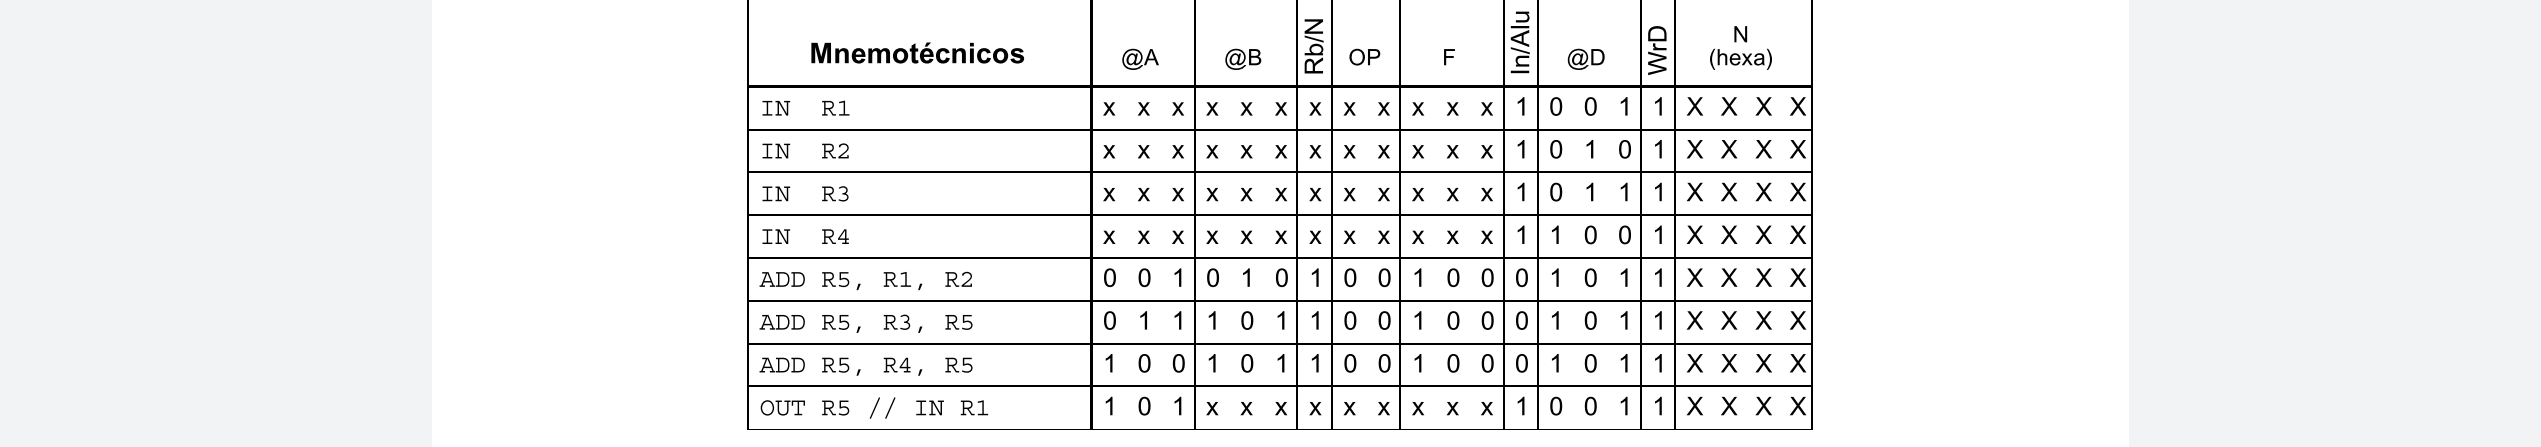 Mnemotécnicos @A @B Rb/N OP F In/Alu @D WrD N (hexa)
IN R1 x x x x x x x x x x x x 1 0 0 1 1 X X X X
IN R2 x x x x x x x x x x x x 1 0 1 0 1 X X X X
IN R3 x x x x x x x x x x x x 1 0 1 1 1 X X X X
IN R4 x x x x x x x x x x x x 1 1 0 0 1 X X X X
ADD R5, R1, R2 0 0 1 0 1 0 1 0 0 1 0 0 0 1 0 1 1 X X X X
ADD R5, R3, R5 0 1 1 1 0 1 1 0 0 1 0 0 0 1 0 1 1 X X X X
ADD R5, R4, R5 1 0 0 1 0 1 1 0 0 1 0 0 0 1 0 1 1 X X X X
OUT R5 // IN R1 1 0 1 x x x x x x x x x 1 0 0 1 1 X X X X